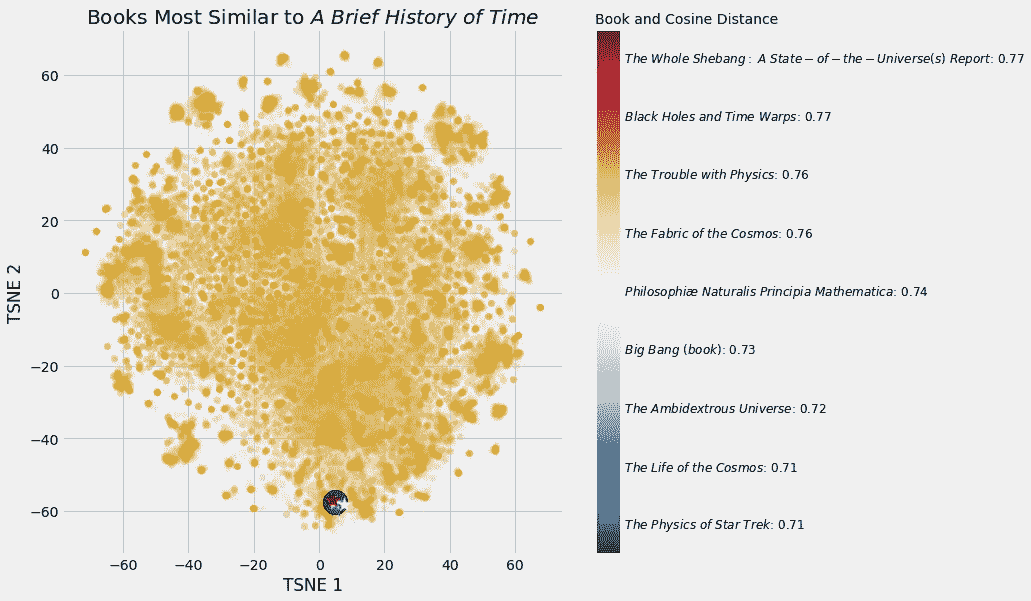 Books Most Similar to A Brief History of Time
Book and Cosine Distance
The Whole Shebang: A State−of−the−Universe(s) Report: 0.77
Black Holes and Time Warps: 0.77
The Trouble with Physics: 0.76
The Fabric of the Cosmos: 0.76
Philosophiæ Naturalis Principia Mathematica: 0.74
Big Bang (book): 0.73
The Ambidextrous Universe: 0.72
The Life of the Cosmos: 0.71
The Physics of Star Trek: 0.71
TSNE 2
60
40
20
0
−20
−40
−60
−60 −40 −20 0 20 40 60
TSNE 1